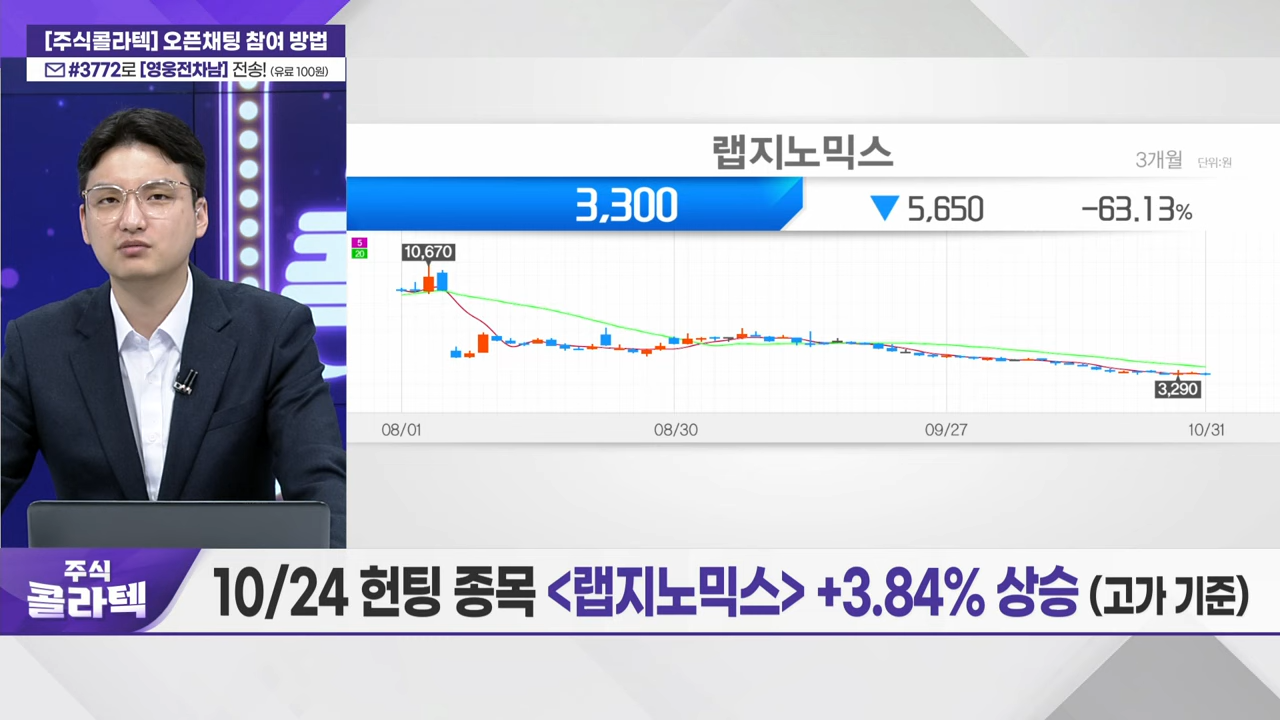 [주식콜라텍] 오픈채팅 참여 방법
#3772로 [영웅전차남] 전송! (유료 100원)
랩지노믹스
3개월 단위:원
3,300 ▼ 5,650 -63.13%
5
20
10,670
3,290
08/01 08/30 09/27 10/31
주식
콜라텍
10/24 헌팅 종목 <랩지노믹스> +3.84% 상승 (고가 기준)